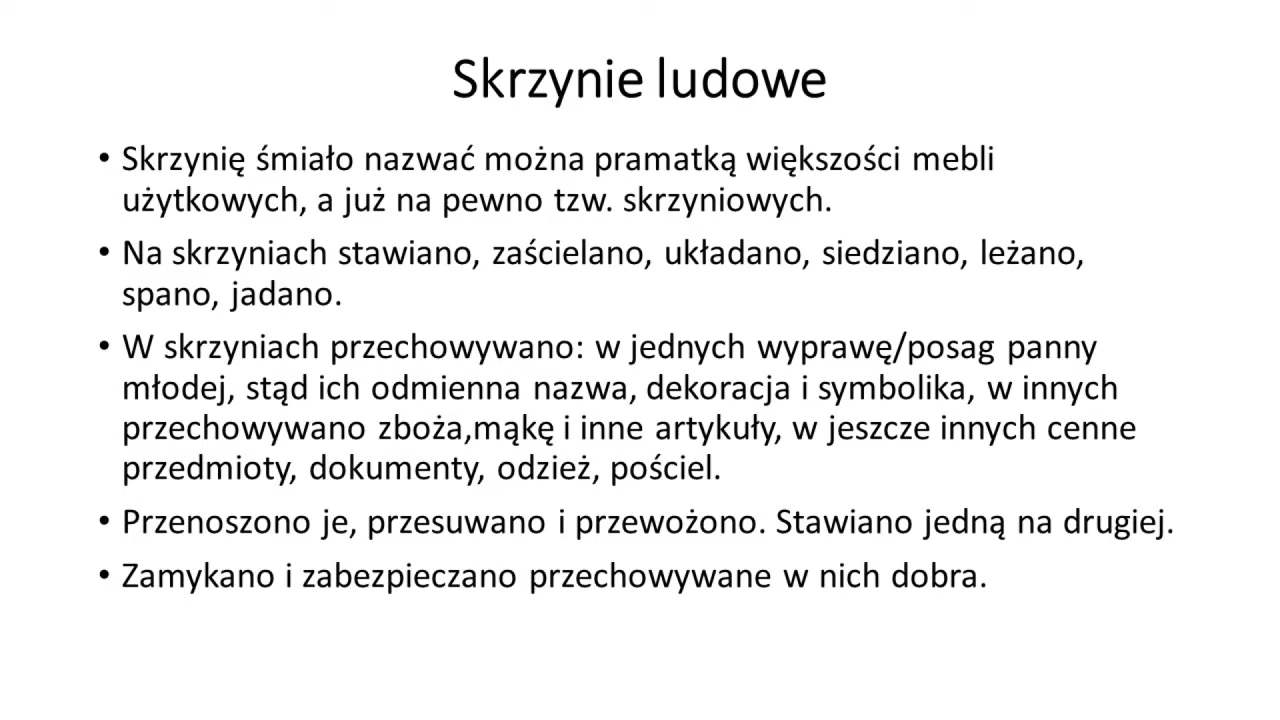 Skrzynie ludowe
• Skrzynię śmiało nazwać można pramatką większości mebli
użytkowych, a już na pewno tzw. skrzyniowych.
• Na skrzyniach stawiano, zaścielano, układano, siedziano, leżano,
spano, jadano.
• W skrzyniach przechowywano: w jednych wyprawę/posag panny
młodej, stąd ich odmienna nazwa, dekoracja i symbolika, w innych
przechowywano zboża,mąkę i inne artykuły, w jeszcze innych cenne
przedmioty, dokumenty, odzież, pościel.
• Przenoszono je, przesuwano i przewożono. Stawiano jedną na drugiej.
• Zamykano i zabezpieczano przechowywane w nich dobra.